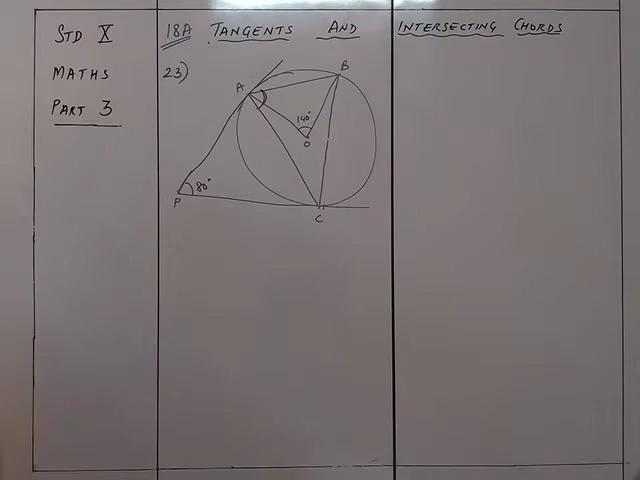 STD X
MATHS
PART 3
18A TANGENTS AND INTERSECTING CHORDS
23)
A
B
140°
O
80°
P
C